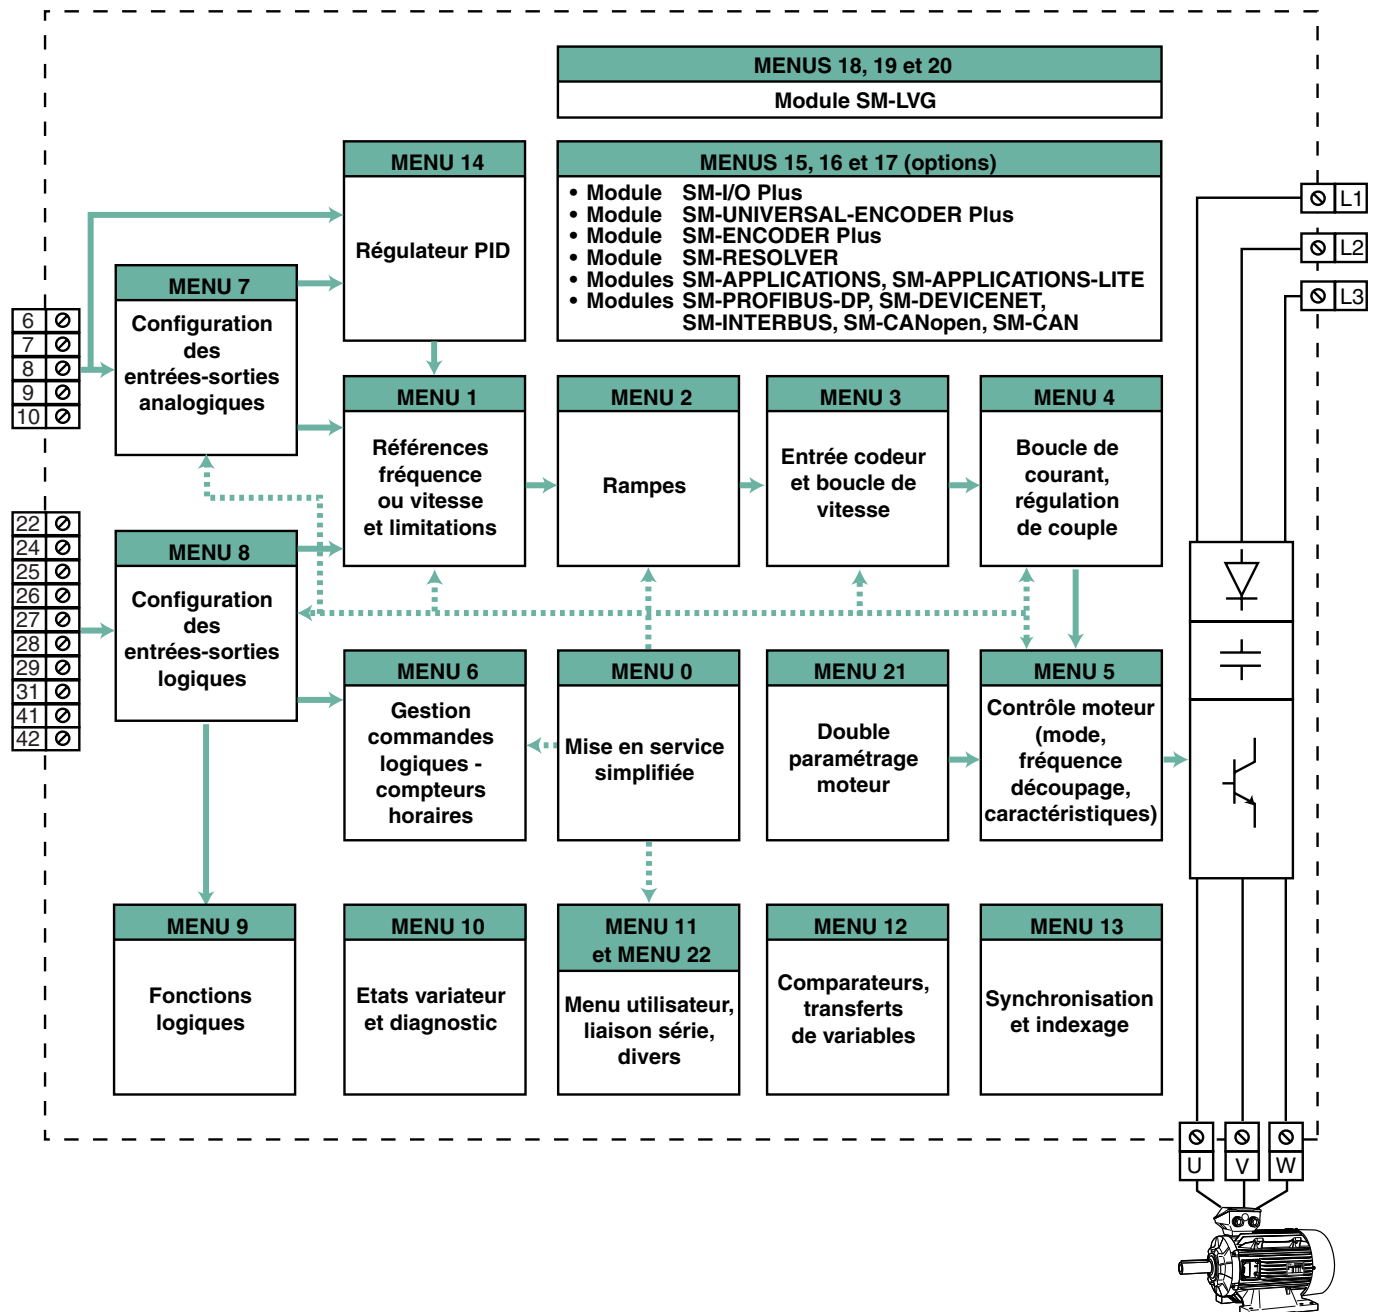 MENUS 18, 19 et 20
Module SM-LVG
MENU 14
Régulateur PID
MENUS 15, 16 et 17 (options)
• Module SM-I/O Plus
• Module SM-UNIVERSAL-ENCODER Plus
• Module SM-ENCODER Plus
• Module SM-RESOLVER
• Modules SM-APPLICATIONS, SM-APPLICATIONS-LITE
• Modules SM-PROFIBUS-DP, SM-DEVICENET,
SM-INTERBUS, SM-CANopen, SM-CAN
L1
L2
L3
MENU 7
Configuration
des
entrées-sorties
analogiques
6
7
8
9
10
MENU 1
Références
fréquence
ou vitesse
et limitations
MENU 2
Rampes
MENU 3
Entrée codeur
et boucle de
vitesse
MENU 4
Boucle de
courant,
régulation
de couple
22
24
25
26
27
28
29
31
41
42
MENU 8
Configuration
des
entrées-sorties
logiques
MENU 6
Gestion
commandes
logiques -
compteurs
horaires
MENU 0
Mise en service
simplifiée
MENU 21
Double
paramétrage
moteur
MENU 5
Contrôle moteur
(mode,
fréquence
découpage,
caractéristiques)
MENU 9
Fonctions
logiques
MENU 10
Etats variateur
et diagnostic
MENU 11
et MENU 22
Menu utilisateur,
liaison série,
divers
MENU 12
Comparateurs,
transferts
de variables
MENU 13
Synchronisation
et indexage
U
V
W